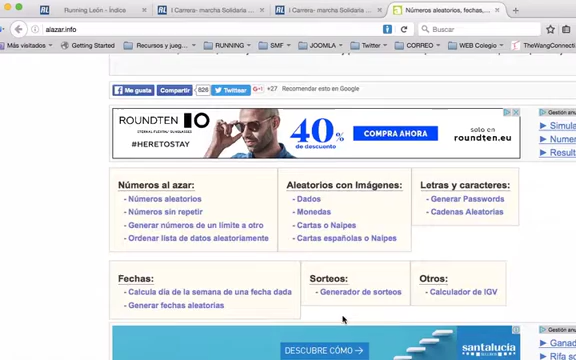 Running León - Índice
I Carrera- marcha Solidaria ...
I Carrera- marcha Solidaria ...
Números aleatorios, fechas,...
alazar.info
Buscar
Más visitados
Getting Started
Recursos y jueg...
RUNNING
SMF
JOOMLA
Twitter
CORREO
WEB Colegio
TheWangConnecti
Me gusta
Compartir
826
Twittear
G+1
+27
Recomendar esto en Google
ROUNDTEN
#HERETOSTAY
40%
de descuento
COMPRA AHORA
solo en
roundten.eu
► Simula
► Numer
► Result
Números al azar:
- Números aleatorios
- Números sin repetir
- Generar números de un límite a otro
- Ordenar lista de datos aleatoriamente
Aleatorios con Imágenes:
- Dados
- Monedas
- Cartas o Naipes
- Cartas españolas o Naipes
Letras y caracteres:
- Generar Passwords
- Cadenas Aleatorias
Fechas:
- Calcula día de la semana de una fecha dada
- Generar fechas aleatorias
Sorteos:
- Generador de sorteos
Otros:
- Calculador de IGV
DESCUBRE CÓMO
santalucía
SEGUROS
► Ganad
► Rifa so